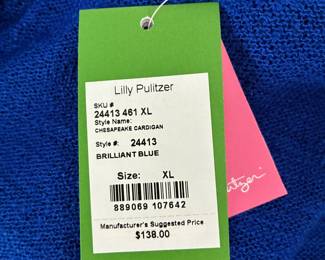 Lilly Pulitzer
SKU #
24413 461 XL
Style Name:
CHESAPEAKE CARDIGAN
Style #: 24413
BRILLIANT BLUE
Size: XL
889069 107642
Manufacturer's Suggested Price
$138.00